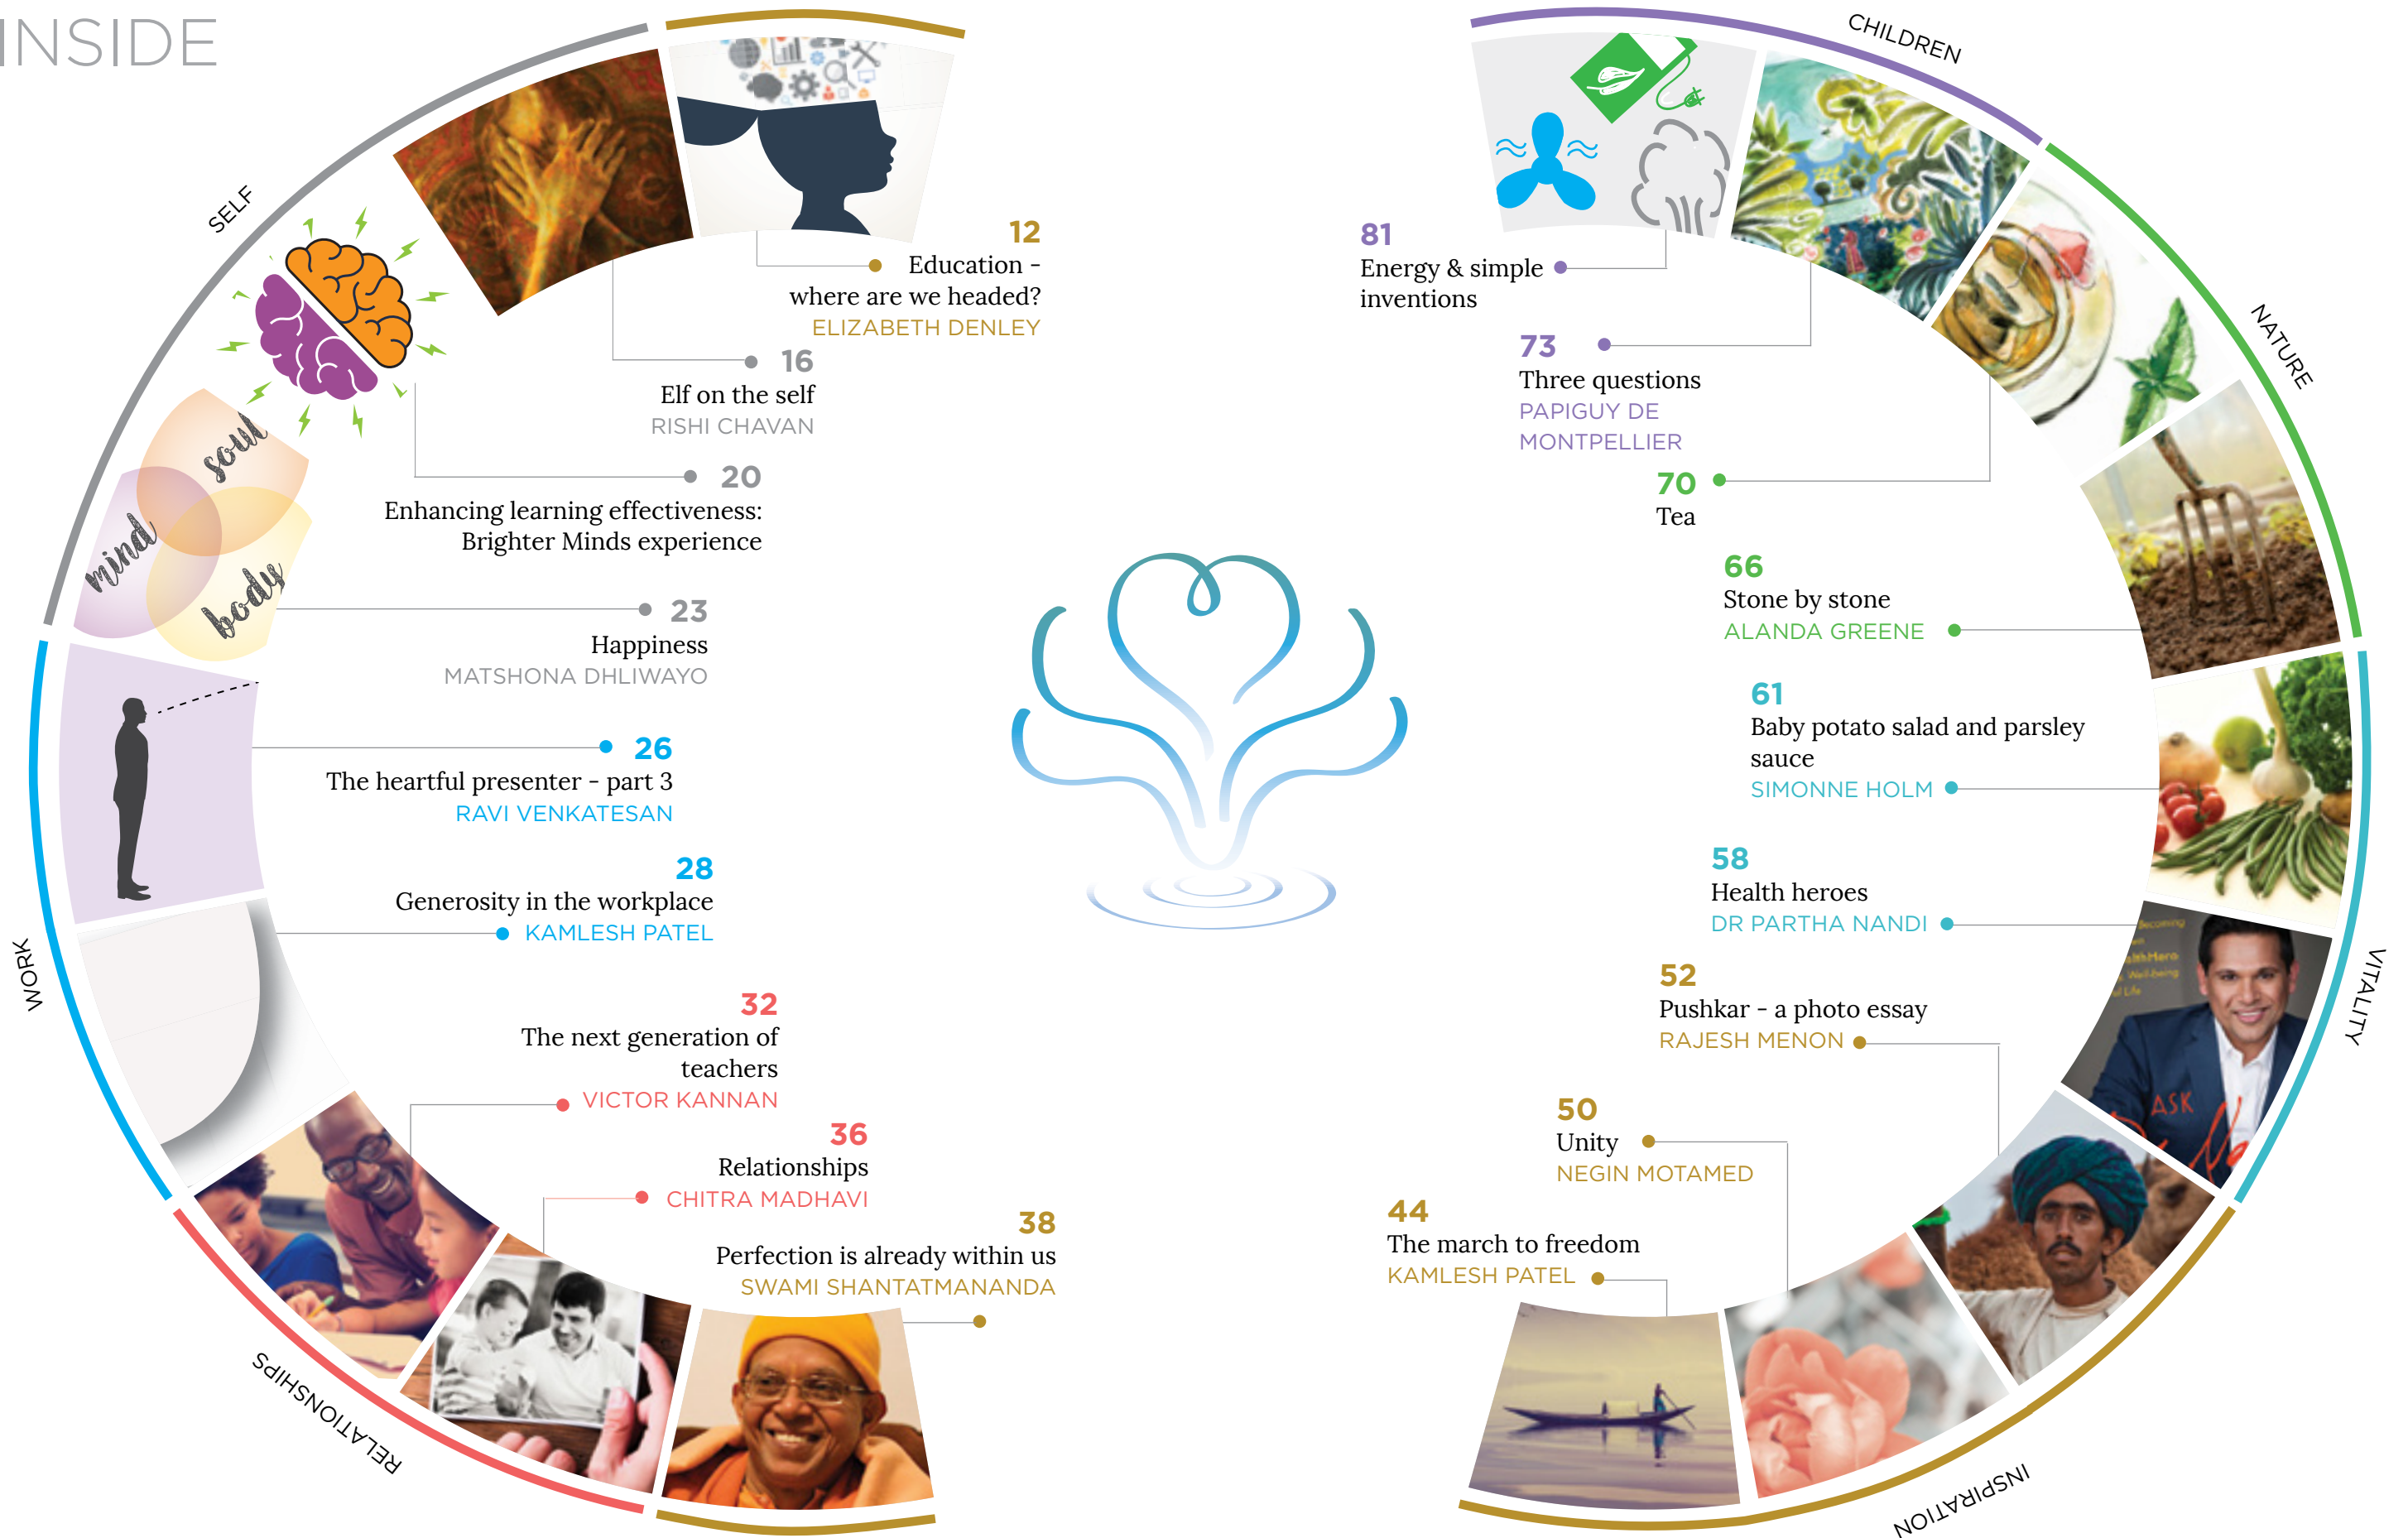 INSIDE
SELF
soul
mind
body
12
Education -
where are we headed?
ELIZABETH DENLEY
16
Elf on the self
RISHI CHAVAN
20
Enhancing learning effectiveness:
Brighter Minds experience
23
Happiness
MATSHONA DHLIWAYO
WORK
26
The heartful presenter - part 3
RAVI VENKATESAN
28
Generosity in the workplace
KAMLESH PATEL
RELATIONSHIPS
32
The next generation of
teachers
VICTOR KANNAN
36
Relationships
CHITRA MADHAVI
38
Perfection is already within us
SWAMI SHANTATMANANDA
CHILDREN
81
Energy & simple
inventions
73
Three questions
PAPIGUY DE
MONTPELLIER
NATURE
70
Tea
66
Stone by stone
ALANDA GREENE
VITALITY
61
Baby potato salad and parsley
sauce
SIMONNE HOLM
58
Health heroes
DR PARTHA NANDI
Becoming
Well-being
Life
ASK
INSPIRATION
52
Pushkar - a photo essay
RAJESH MENON
50
Unity
NEGIN MOTAMED
44
The march to freedom
KAMLESH PATEL